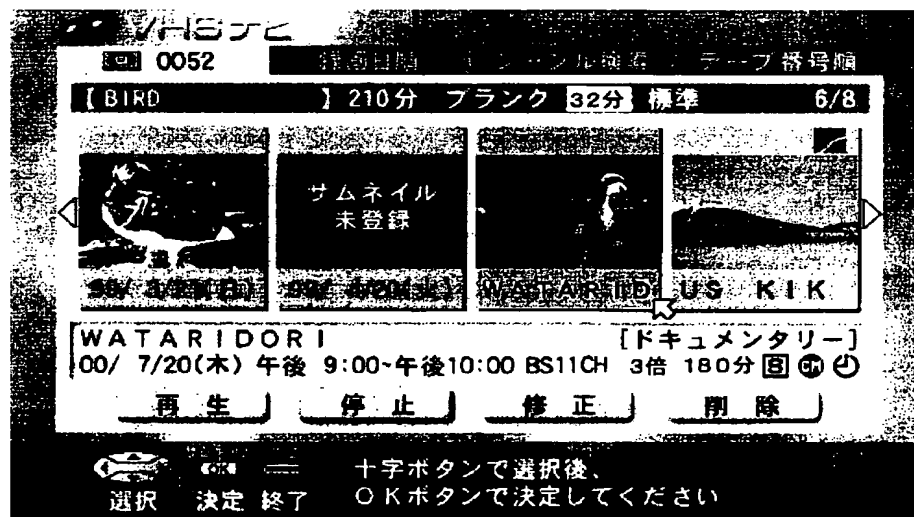 VHSナビ
0052 録画日順 ジャンル検索 テープ番号順
【BIRD 】 210分 ブランク 32分 標準 6/8
サムネイル
未登録
WATARIDO US KIK
WATARIDORI [ドキュメンタリー]
00/ 7/20(木) 午後 9:00~午後10:00 BS11CH 3倍 180分 8 CM
再生 停止 修正 削除
十字ボタンで選択後、
選択 決定 終了 OKボタンで決定してください